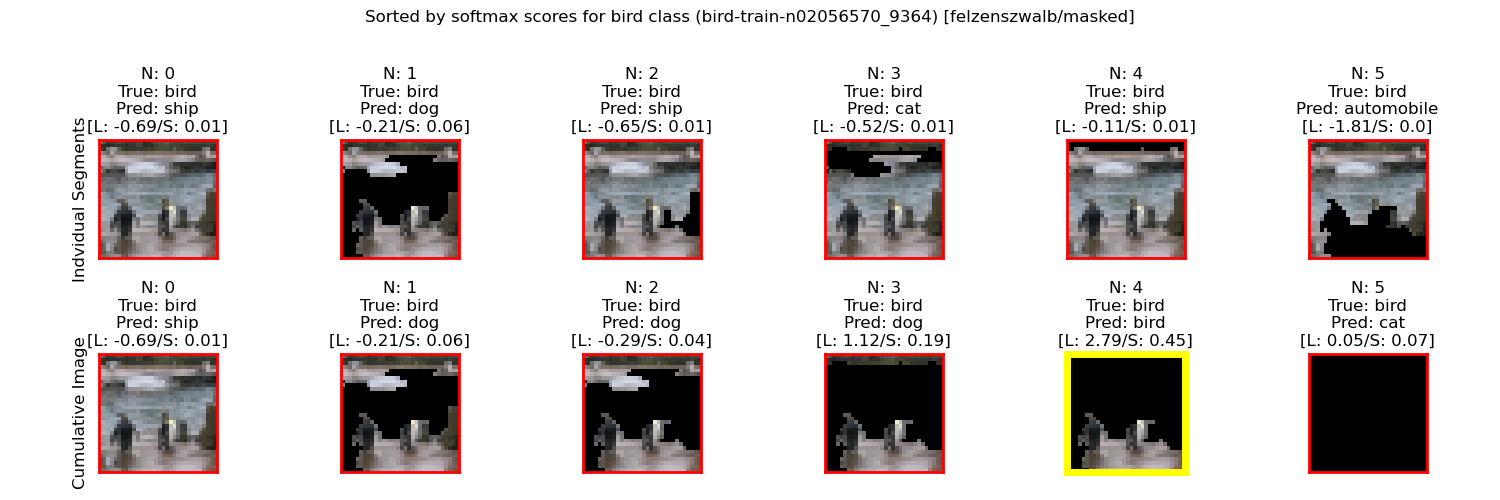 Sorted by softmax scores for bird class (bird-train-n02056570_9364) [felzenszwalb/masked]
Indvidual Segments
N: 0
True: bird
Pred: ship
[L: -0.69/S: 0.01]
N: 1
True: bird
Pred: dog
[L: -0.21/S: 0.06]
N: 2
True: bird
Pred: ship
[L: -0.65/S: 0.01]
N: 3
True: bird
Pred: cat
[L: -0.52/S: 0.01]
N: 4
True: bird
Pred: ship
[L: -0.11/S: 0.01]
N: 5
True: bird
Pred: automobile
[L: -1.81/S: 0.0]
Cumulative Image
N: 0
True: bird
Pred: ship
[L: -0.69/S: 0.01]
N: 1
True: bird
Pred: dog
[L: -0.21/S: 0.06]
N: 2
True: bird
Pred: dog
[L: -0.29/S: 0.04]
N: 3
True: bird
Pred: dog
[L: 1.12/S: 0.19]
N: 4
True: bird
Pred: bird
[L: 2.79/S: 0.45]
N: 5
True: bird
Pred: cat
[L: 0.05/S: 0.07]